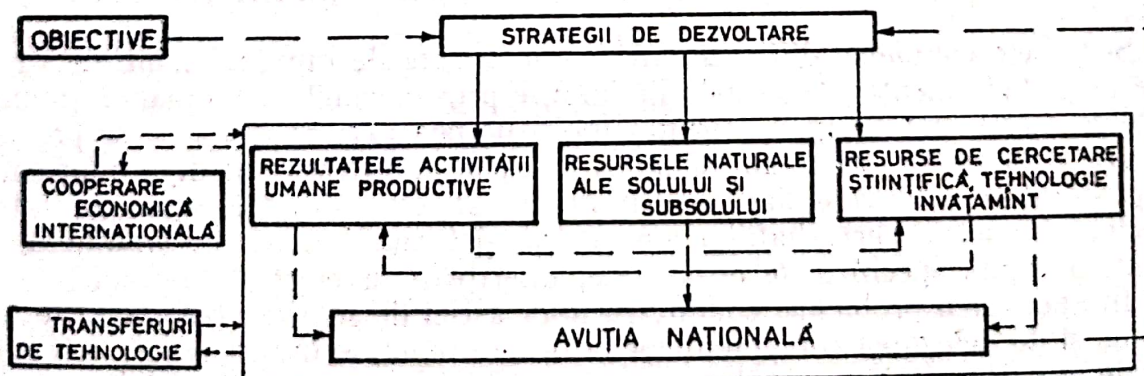 OBIECTIVE
STRATEGII DE DEZVOLTARE
COOPERARE
ECONOMICĂ
INTERNAȚIONALĂ
REZULTATELE ACTIVITĂȚII
UMANE PRODUCTIVE
RESURSELE NATURALE
ALE SOLULUI ȘI
SUBSOLULUI
RESURSE DE CERCETARE
ȘTIINȚIFICĂ, TEHNOLOGIE
INVĂȚAMÎNT
TRANSFERURI
DE TEHNOLOGIE
AVUȚIA NAȚIONALĂ